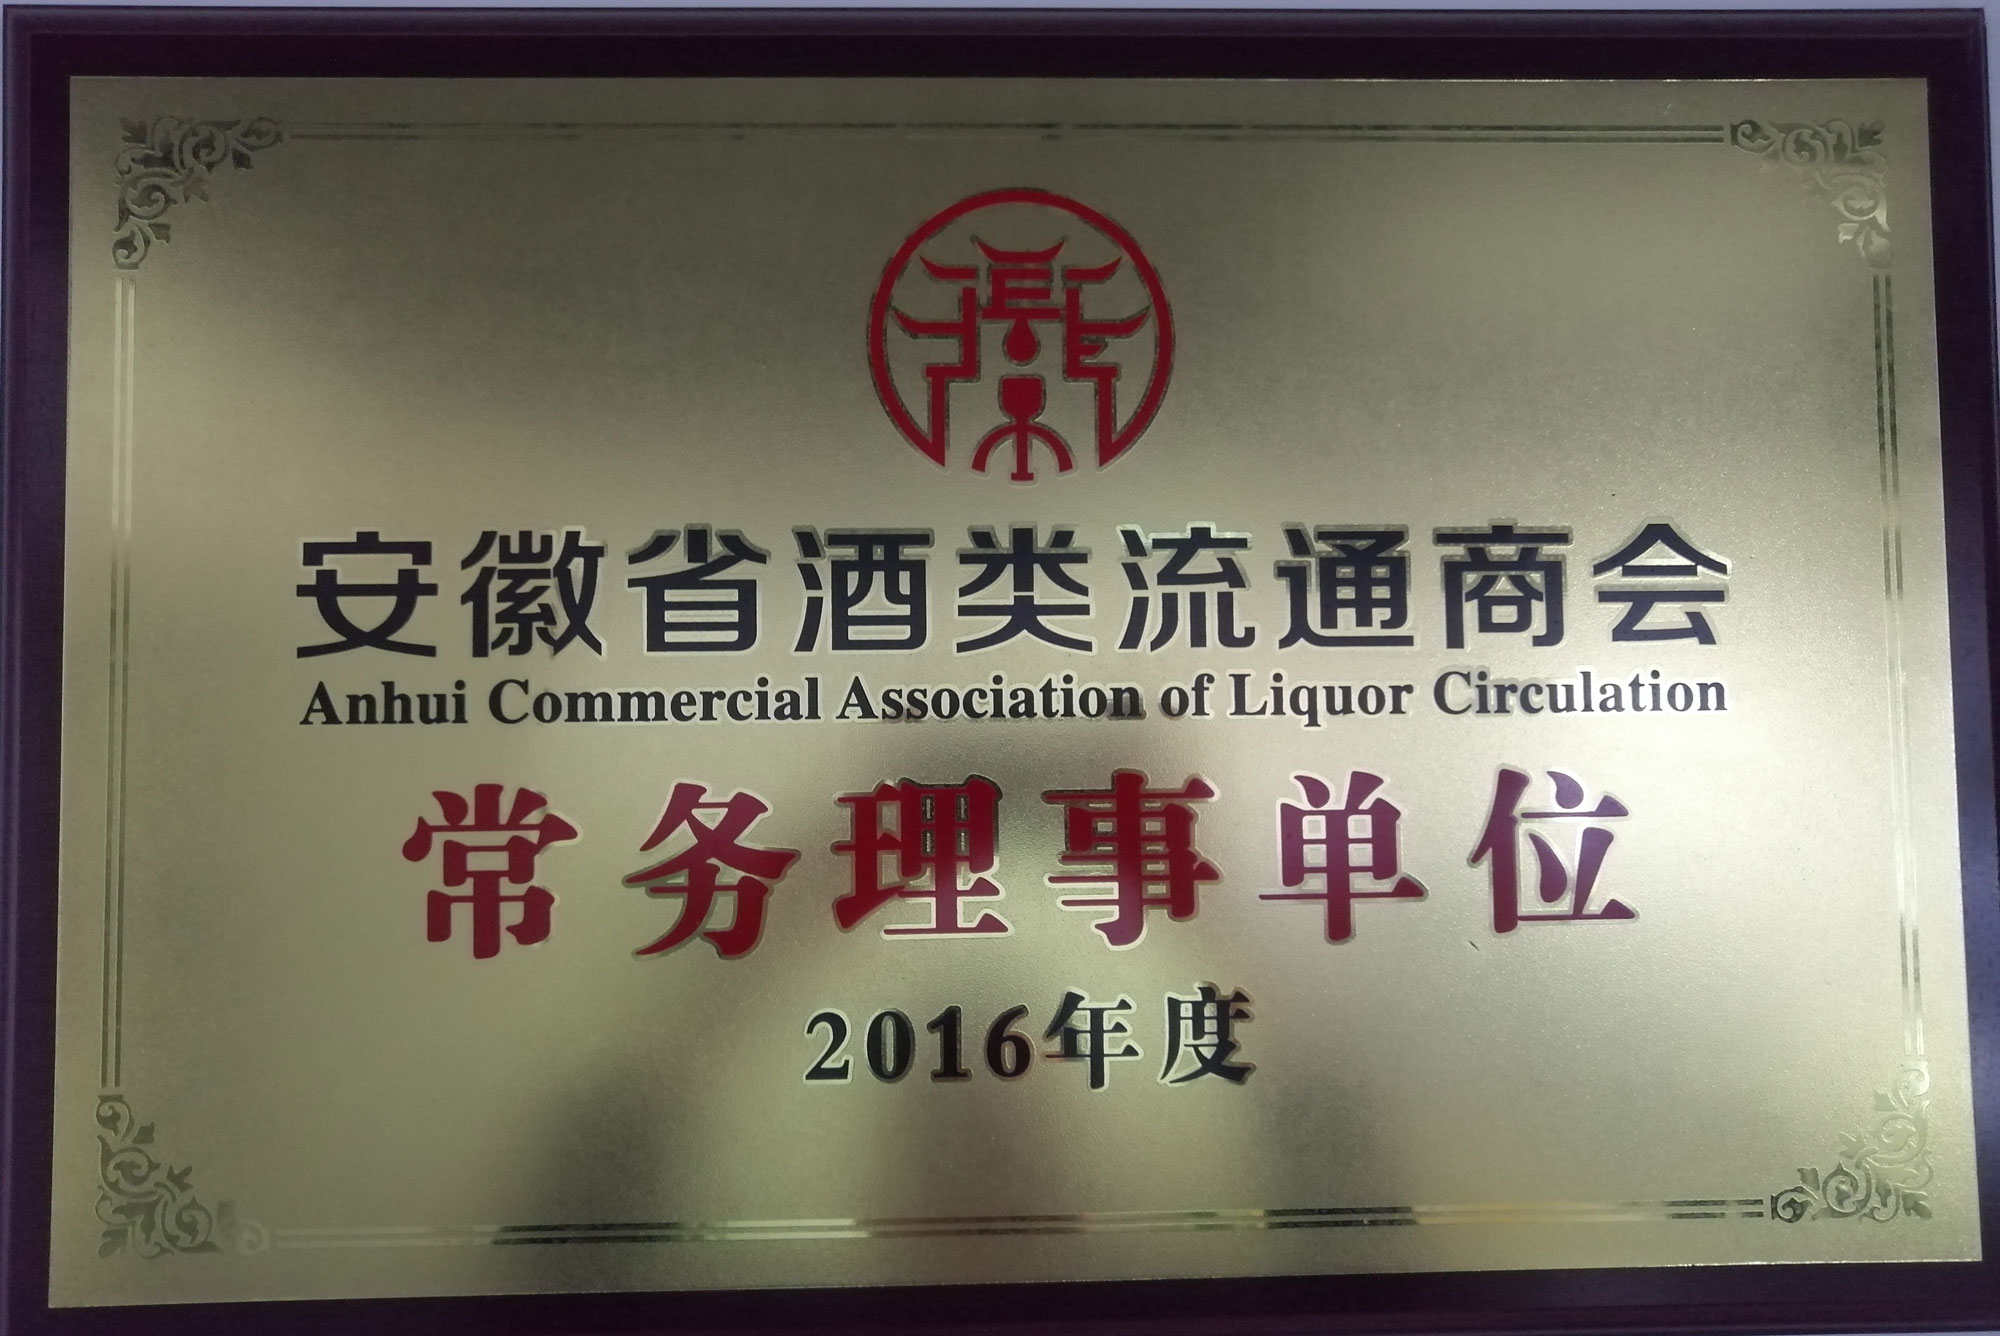 安徽省酒类流通商会
Anhui Commercial Association of Liquor Circulation
常务理事单位
2016年度